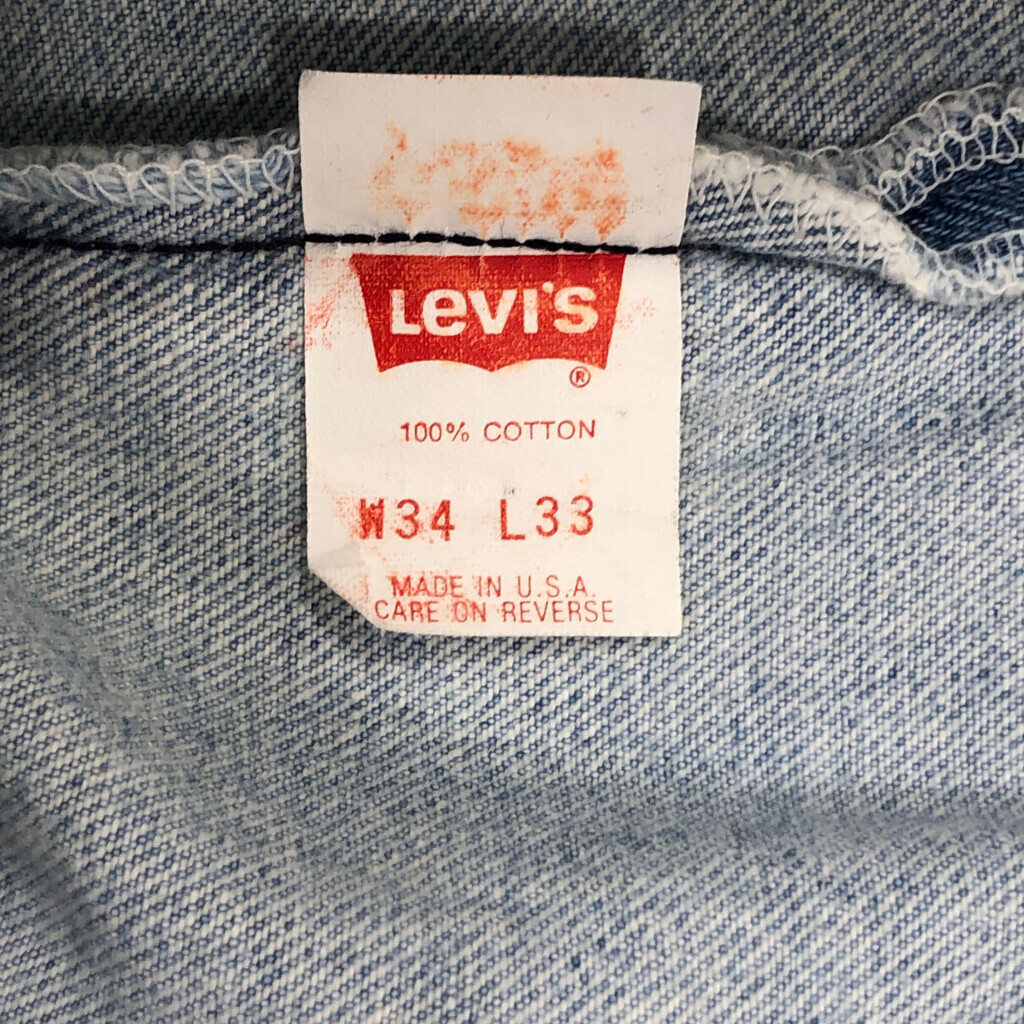 LEVI'S
®
100% COTTON
W34 L33
MADE IN U.S.A.
CARE ON REVERSE